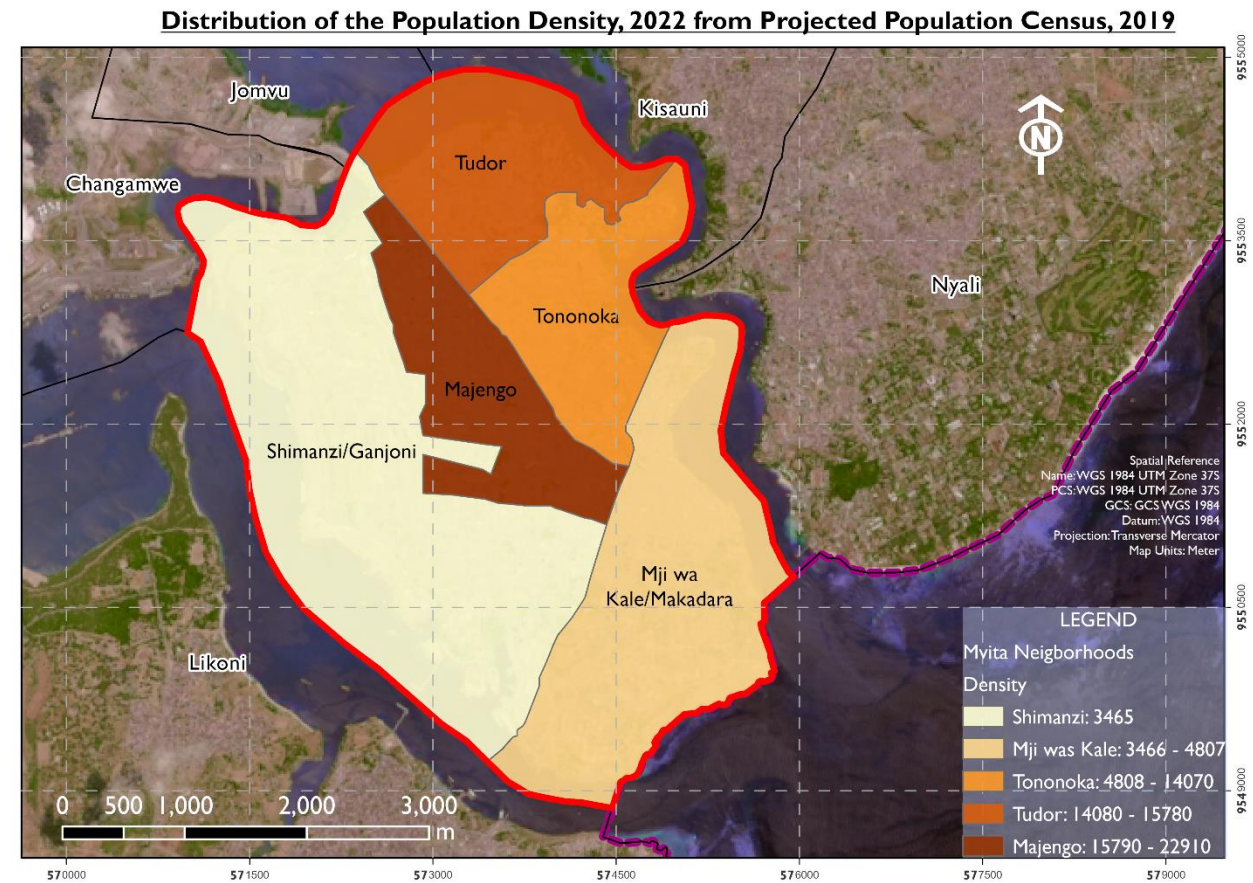 Distribution of the Population Density, 2022 from Projected Population Census, 2019
Jomvu
Kisauni
N
Changamwe
Tudor
Nyali
Tononoka
Majengo
Shimanzi/Ganjoni
Spatial Reference
Name: WGS 1984 UTM Zone 37S
PCS: WGS 1984 UTM Zone 37S
GCS: GCS WGS 1984
Datum: WGS 1984
Projection: Transverse Mercator
Map Units: Meter
Mji wa
Kale/Makadara
Likoni
LEGEND
Mvita Neigborhoods
Density
Shimanzi: 3465
Mji was Kale: 3466 - 4807
Tononoka: 4808 - 14070
Tudor: 14080 - 15780
Majengo: 15790 - 22910
0 500 1,000 2,000 3,000
m
9555000
9553500
9552000
9550500
9549000
570000 571500 573000 574500 576000 577500 579000